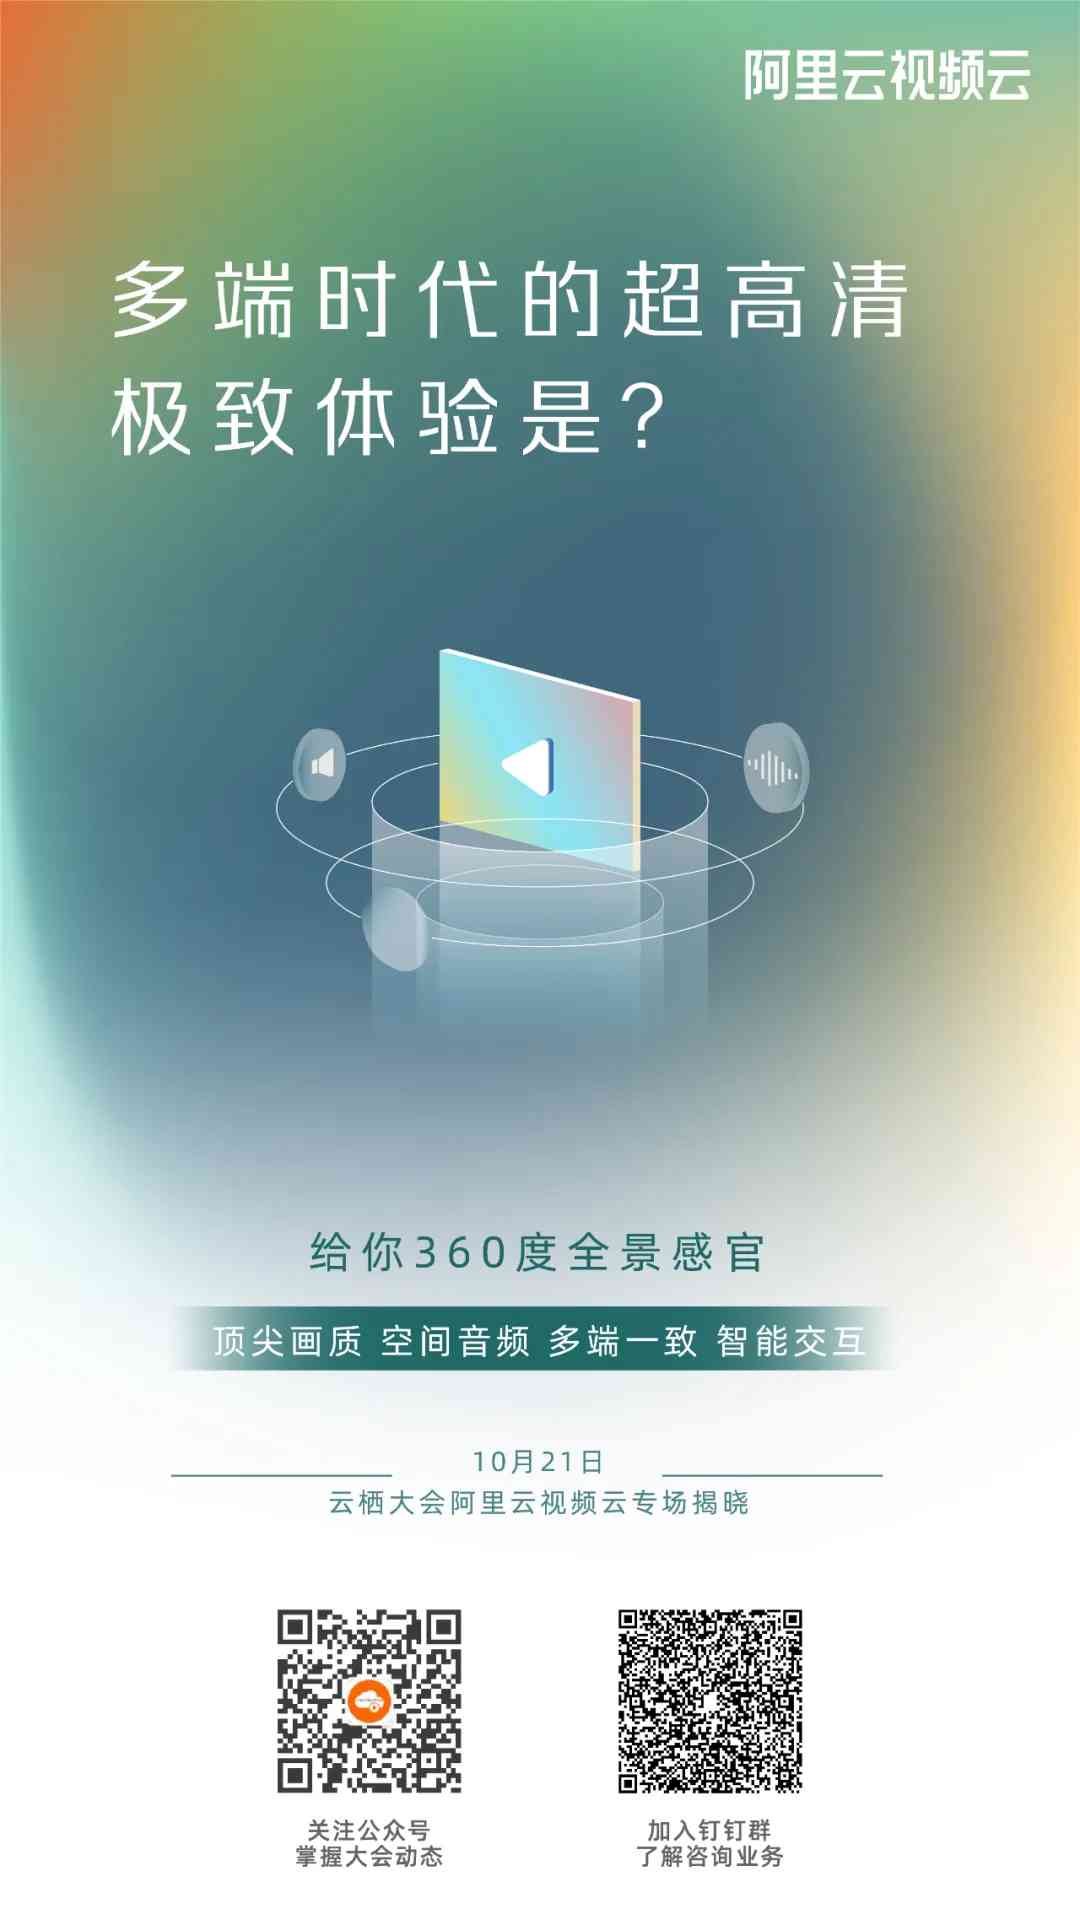 阿里云视频云
多端时代的超高清
极致体验是?
给你360度全景感官
顶尖画质 空间音频 多端一致 智能交互
10月21日
云栖大会阿里云视频云专场揭晓
关注公众号
掌握大会动态
加入钉钉群
了解咨询业务